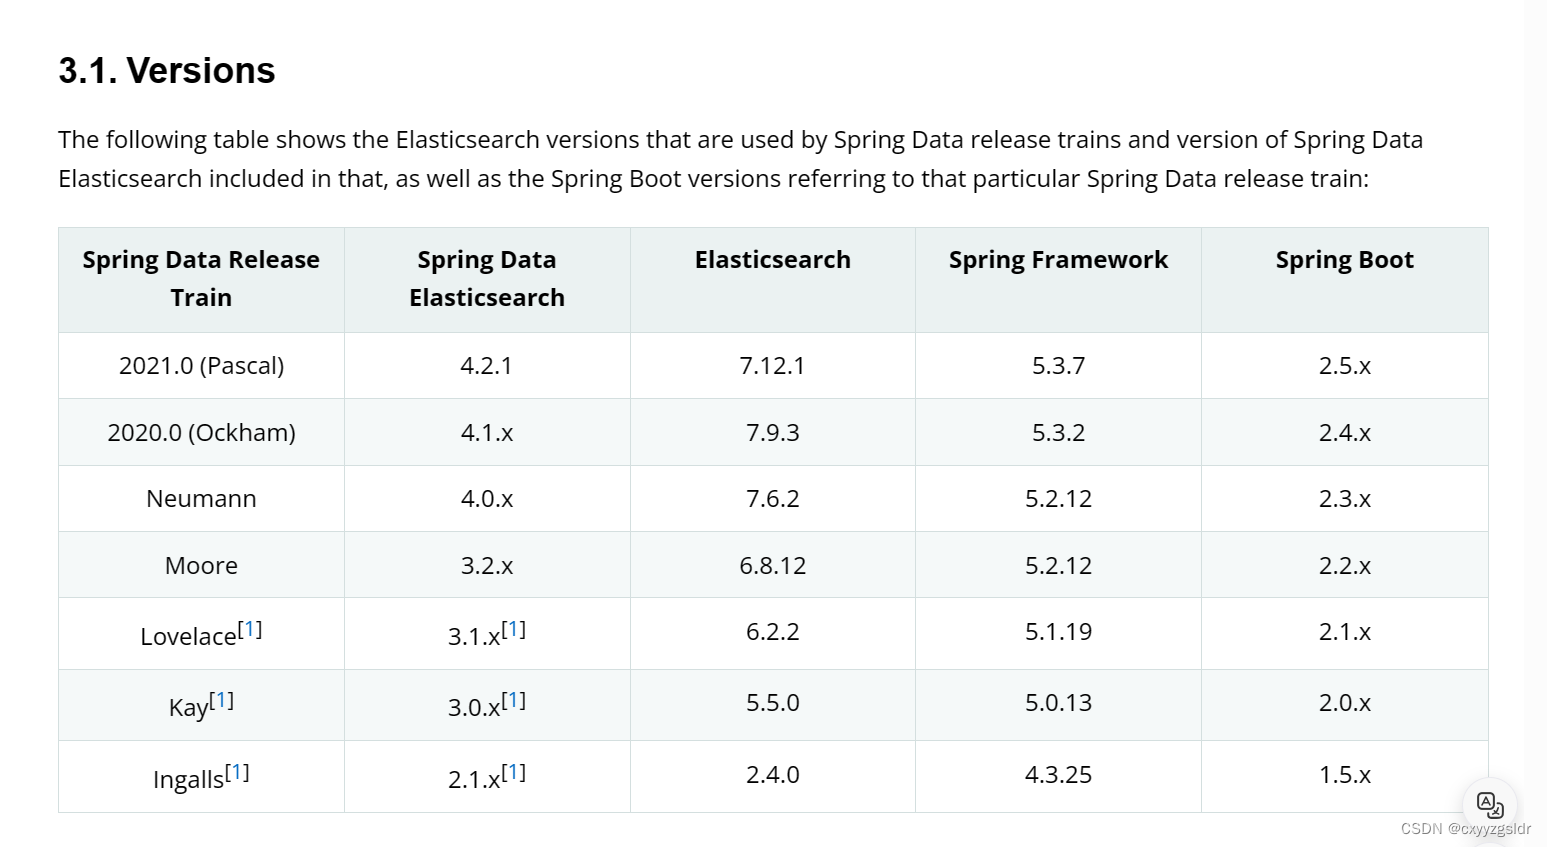 3.1. Versions
The following table shows the Elasticsearch versions that are used by Spring Data release trains and version of Spring Data
Elasticsearch included in that, as well as the Spring Boot versions referring to that particular Spring Data release train:
Spring Data Release Train | Spring Data Elasticsearch | Elasticsearch | Spring Framework | Spring Boot
2021.0 (Pascal) | 4.2.1 | 7.12.1 | 5.3.7 | 2.5.x
2020.0 (Ockham) | 4.1.x | 7.9.3 | 5.3.2 | 2.4.x
Neumann | 4.0.x | 7.6.2 | 5.2.12 | 2.3.x
Moore | 3.2.x | 6.8.12 | 5.2.12 | 2.2.x
Lovelace[1] | 3.1.x[1] | 6.2.2 | 5.1.19 | 2.1.x
Kay[1] | 3.0.x[1] | 5.5.0 | 5.0.13 | 2.0.x
Ingalls[1] | 2.1.x[1] | 2.4.0 | 4.3.25 | 1.5.x
CSDN @cxyyzgsldr